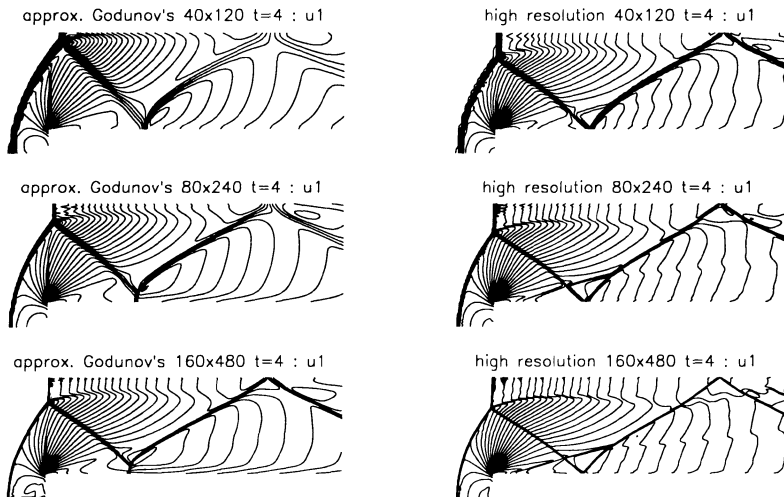 approx. Godunov's 40x120 t=4 : u1
high resolution 40x120 t=4 : u1
approx. Godunov's 80x240 t=4 : u1
high resolution 80x240 t=4 : u1
approx. Godunov's 160x480 t=4 : u1
high resolution 160x480 t=4 : u1